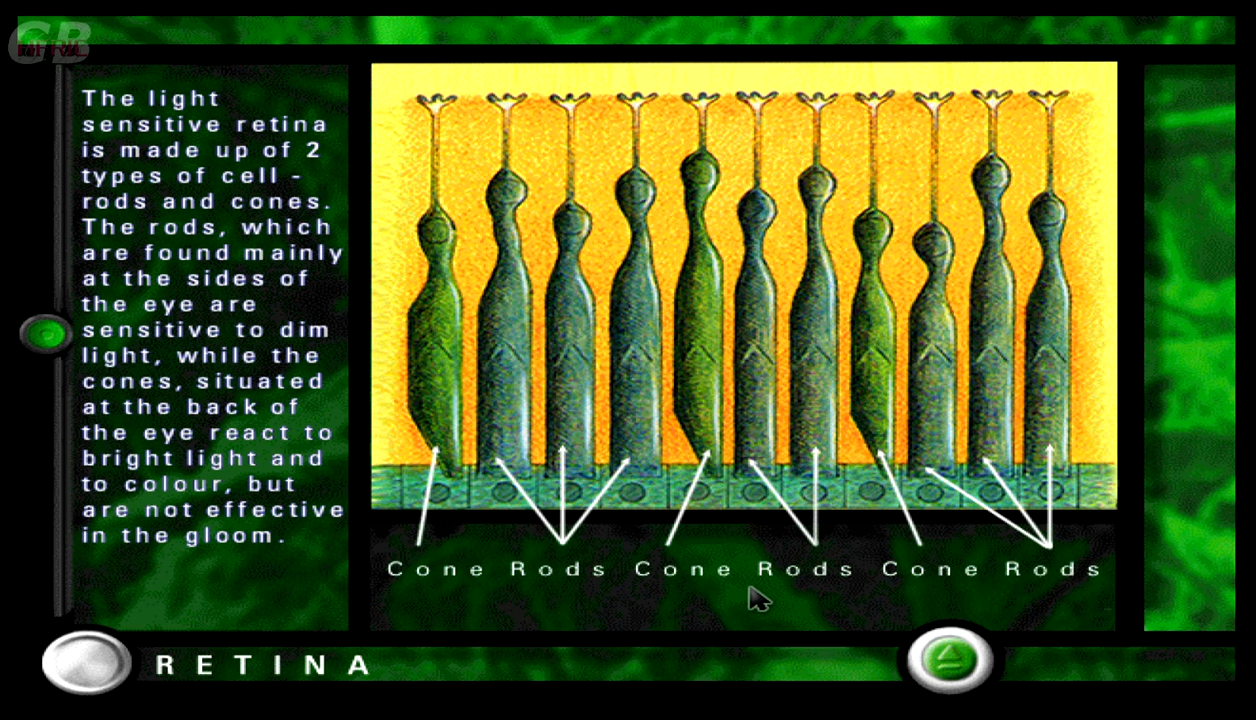 GB
The light
sensitive retina
is made up of 2
types of cell -
rods and cones.
The rods, which
are found mainly
at the sides of
the eye are
sensitive to dim
light, while the
cones, situated
at the back of
the eye react to
bright light and
to colour, but
are not effective
in the gloom.
Cone Rods Cone Rods Cone Rods
RETINA